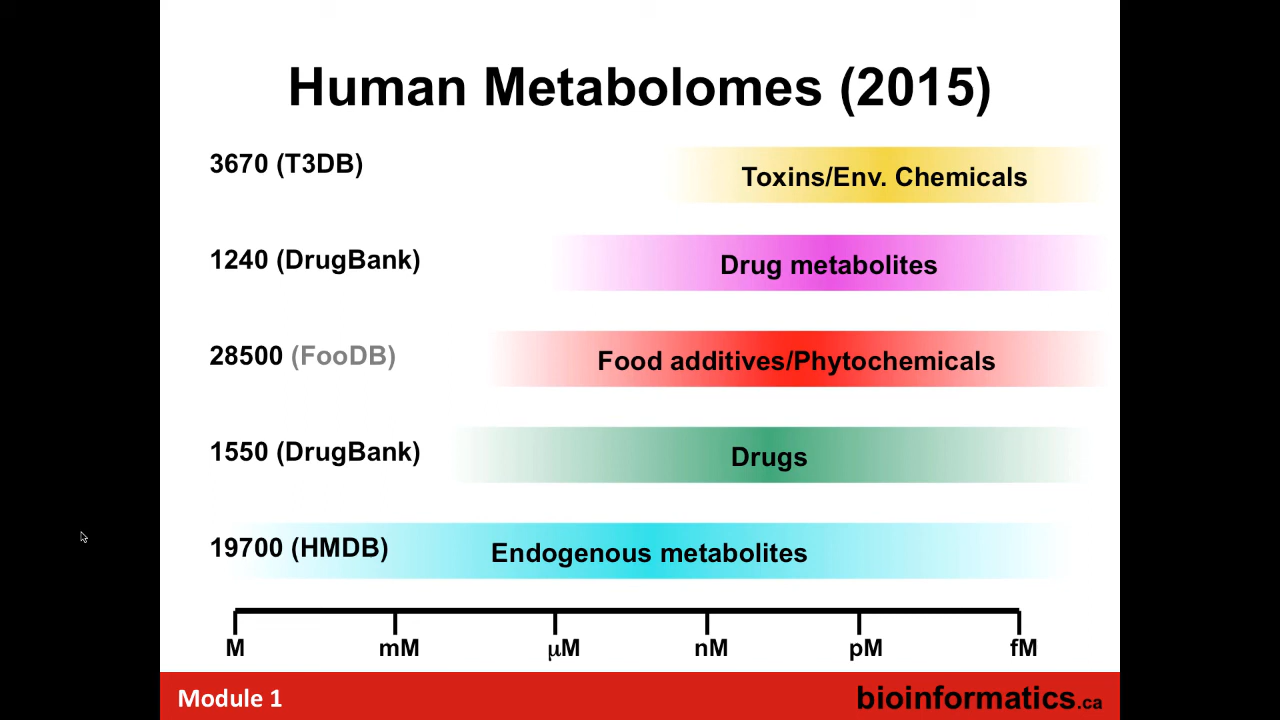 Human Metabolomes (2015)
3670 (T3DB)
Toxins/Env. Chemicals
1240 (DrugBank)
Drug metabolites
28500 (FooDB)
Food additives/Phytochemicals
1550 (DrugBank)
Drugs
19700 (HMDB)
Endogenous metabolites
M mM μM nM pM fM
Module 1
bioinformatics.ca